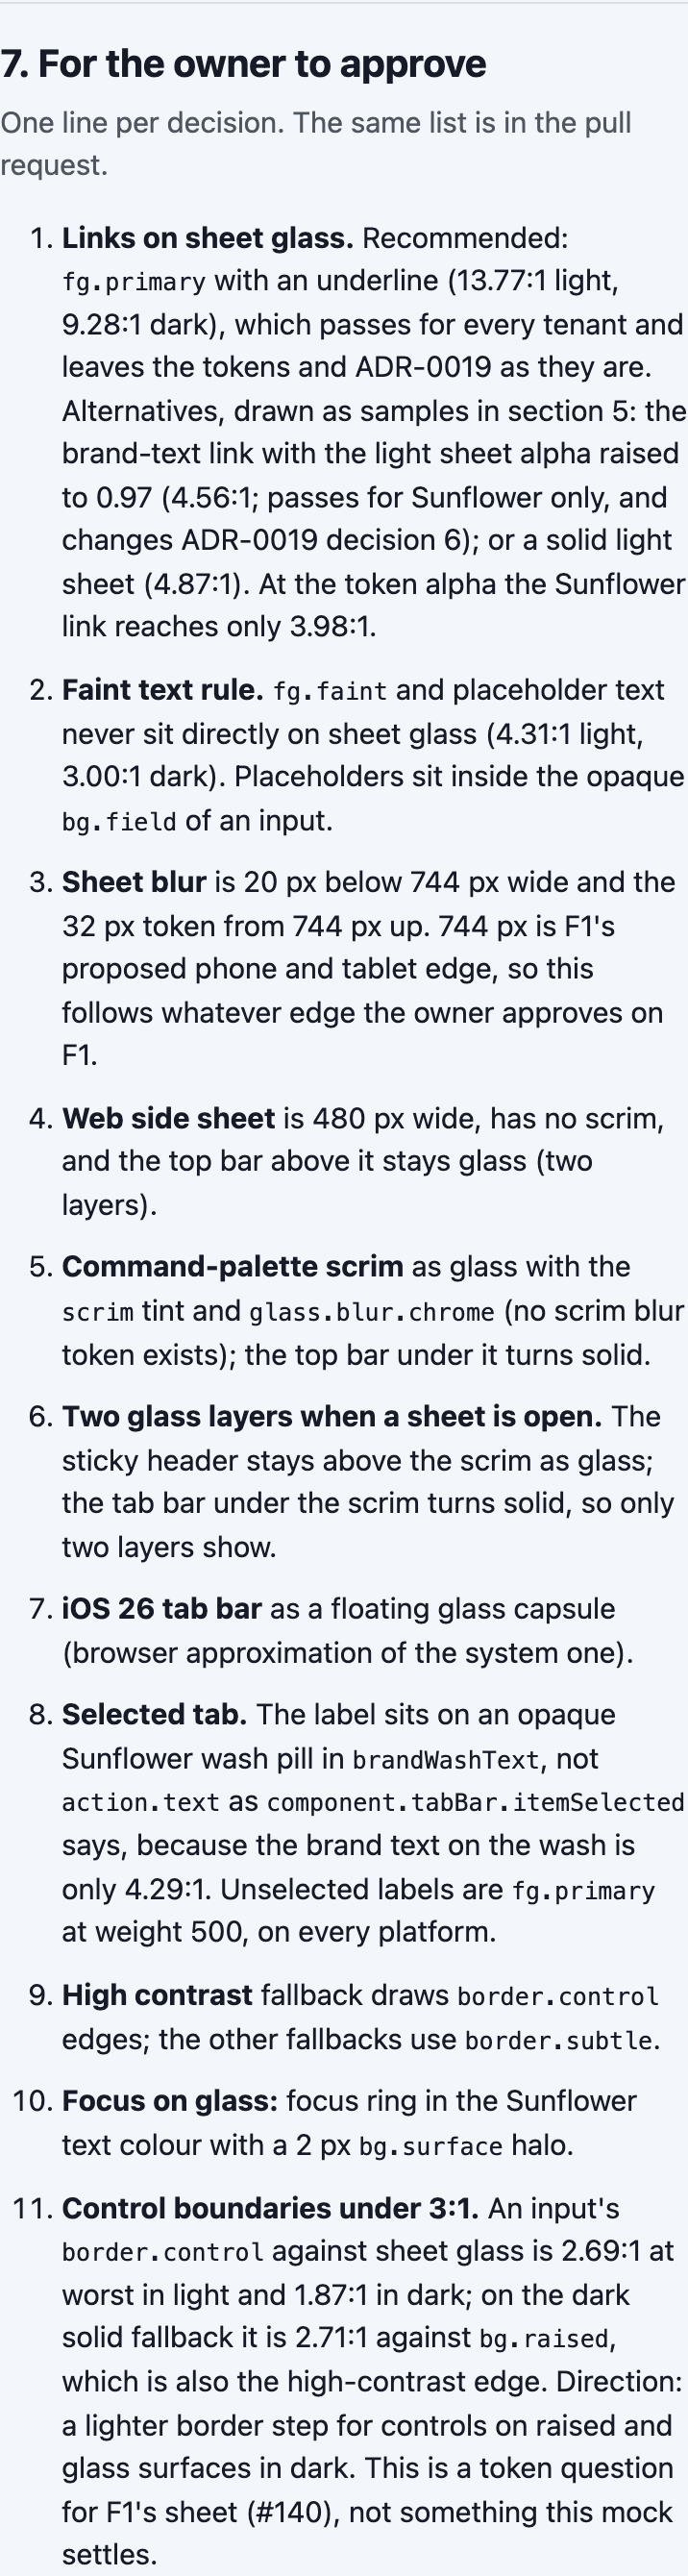 7. For the owner to approve
One line per decision. The same list is in the pull
request.
1. Links on sheet glass. Recommended:
fg.primary with an underline (13.77:1 light,
9.28:1 dark), which passes for every tenant and
leaves the tokens and ADR-0019 as they are.
Alternatives, drawn as samples in section 5: the
brand-text link with the light sheet alpha raised
to 0.97 (4.56:1; passes for Sunflower only, and
changes ADR-0019 decision 6); or a solid light
sheet (4.87:1). At the token alpha the Sunflower
link reaches only 3.98:1.
2. Faint text rule. fg.faint and placeholder text
never sit directly on sheet glass (4.31:1 light,
3.00:1 dark). Placeholders sit inside the opaque
bg.field of an input.
3. Sheet blur is 20 px below 744 px wide and the
32 px token from 744 px up. 744 px is F1's
proposed phone and tablet edge, so this
follows whatever edge the owner approves on
F1.
4. Web side sheet is 480 px wide, has no scrim,
and the top bar above it stays glass (two
layers).
5. Command-palette scrim as glass with the
scrim tint and glass.blur.chrome (no scrim blur
token exists); the top bar under it turns solid.
6. Two glass layers when a sheet is open. The
sticky header stays above the scrim as glass;
the tab bar under the scrim turns solid, so only
two layers show.
7. iOS 26 tab bar as a floating glass capsule
(browser approximation of the system one).
8. Selected tab. The label sits on an opaque
Sunflower wash pill in brandWashText, not
action.text as component.tabBar.itemSelected
says, because the brand text on the wash is
only 4.29:1. Unselected labels are fg.primary
at weight 500, on every platform.
9. High contrast fallback draws border.control
edges; the other fallbacks use border.subtle.
10. Focus on glass: focus ring in the Sunflower
text colour with a 2 px bg.surface halo.
11. Control boundaries under 3:1. An input's
border.control against sheet glass is 2.69:1 at
worst in light and 1.87:1 in dark; on the dark
solid fallback it is 2.71:1 against bg.raised,
which is also the high-contrast edge. Direction:
a lighter border step for controls on raised and
glass surfaces in dark. This is a token question
for F1's sheet (#140), not something this mock
settles.